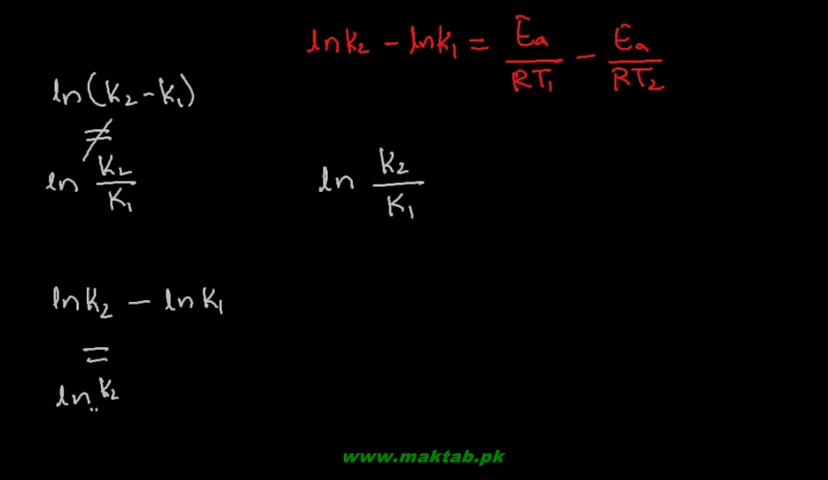 ln k₂ − ln k₁ = Ea/RT₁ − Ea/RT₂
ln(K₂ − K₁)
≠
ln K₂/K₁
ln K₂/K₁
ln k₂ − ln k₁
=
ln k₂
www.maktab.pk